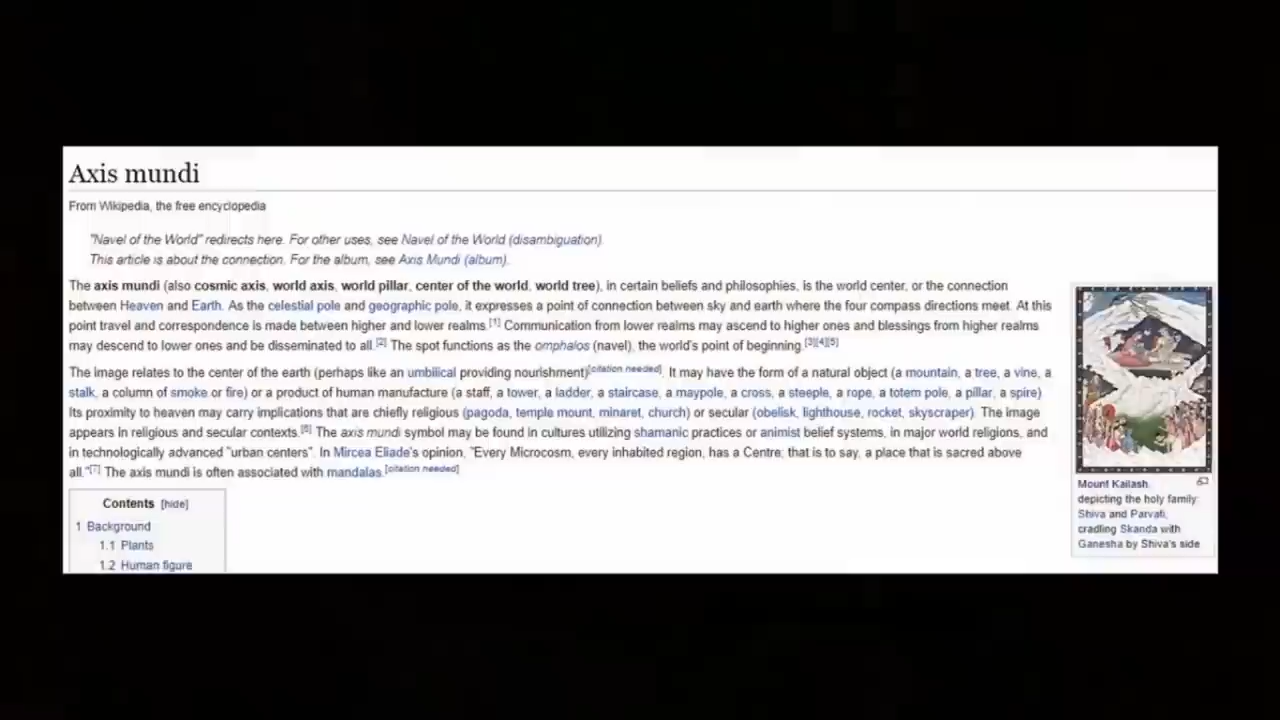 Axis mundi
From Wikipedia, the free encyclopedia
"Navel of the World" redirects here. For other uses, see Navel of the World (disambiguation).
This article is about the connection. For the album, see Axis Mundi (album).
The axis mundi (also cosmic axis, world axis, world pillar, center of the world, world tree), in certain beliefs and philosophies, is the world center, or the connection
between Heaven and Earth. As the celestial pole and geographic pole, it expresses a point of connection between sky and earth where the four compass directions meet. At this
point travel and correspondence is made between higher and lower realms.[1] Communication from lower realms may ascend to higher ones and blessings from higher realms
may descend to lower ones and be disseminated to all.[2] The spot functions as the omphalos (navel), the world's point of beginning.[3][4][5]
The image relates to the center of the earth (perhaps like an umbilical providing nourishment)[citation needed]. It may have the form of a natural object (a mountain, a tree, a vine, a
stalk, a column of smoke or fire) or a product of human manufacture (a staff, a tower, a ladder, a staircase, a maypole, a cross, a steeple, a rope, a totem pole, a pillar, a spire).
Its proximity to heaven may carry implications that are chiefly religious (pagoda, temple mount, minaret, church) or secular (obelisk, lighthouse, rocket, skyscraper). The image
appears in religious and secular contexts.[6] The axis mundi symbol may be found in cultures utilizing shamanic practices or animist belief systems, in major world religions, and
in technologically advanced "urban centers". In Mircea Eliade's opinion, "Every Microcosm, every inhabited region, has a Centre; that is to say, a place that is sacred above
all."[7] The axis mundi is often associated with mandalas.[citation needed]
Mount Kailash,
depicting the holy family:
Shiva and Parvati,
cradling Skanda with
Ganesha by Shiva's side
Contents [hide]
1 Background
1.1 Plants
1.2 Human figure